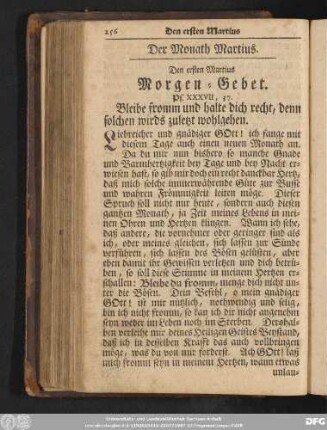 256 Den ersten Martius
Der Monath Martius.
Den ersten Martius
Morgen-Gebet.
Ps. XXXVII, 37.
Bleibe fromm und halte dich recht, denn
solchen wirds zuletzt wohlgehen.
Liebreicher und gnädiger GOtt! ich fange mit
diesem Tage auch einen neuen Monath an.
Da du mir nun bishero so manche Gnade
und Barmhertzigkeit bey Tage und bey Nacht er-
wiesen hast, so gib mir doch ein recht danckbar Hertz,
daß mich solche unverwährende Güte zur Busse
und wahren Frömmigkeit leiten möge. Dieser
Spruch soll nicht nur heute, sondern auch diesen
gantzen Monath, ja Zeit meines Lebens in mei-
nen Ohren und Hertzen klingen. Wann ich sehe,
daß andere, die vornehmer oder geringer sind als
ich, oder meines gleichen, sich lassen zur Sünde
verführen, sich lassen des Bösen gelüsten, aber
eben damit ihr Gewissen verletzen und dich betrü-
ben, so soll diese Stimme in meinem Hertzen er-
schallen: Bleibe du fromm, menge dich nicht un-
ter die Bösen. Dein Befehl, o mein gnädiger
GOtt! ist mir nützlich, nothwendig und selig,
bin ich nicht fromm, so kan ich dir nicht angenehm
seyn weder im Leben noch im Sterben. Derohal-
ben verleihe mir deines Heiligen Geistes Beystand,
daß ich in desselben Krafft das auch vollbringen
möge, was du von mir forderst. Ach GOtt! laß
mich fromm seyn in meinem Hertzen, wann etwas
unlau-
DFG